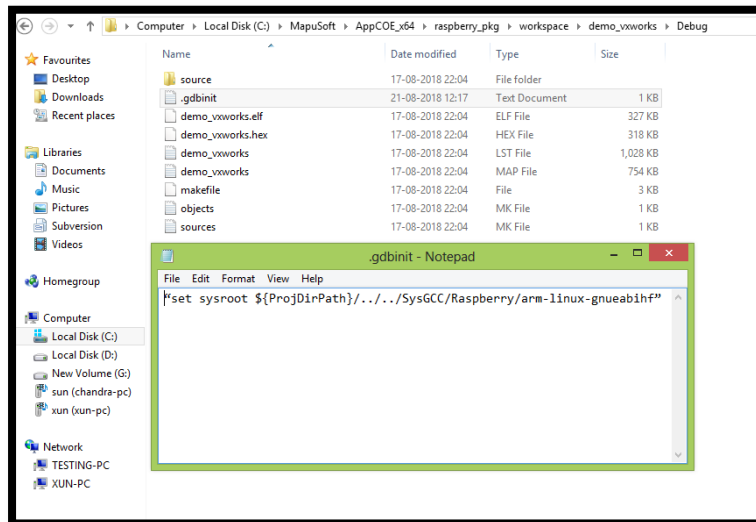 Computer ▸ Local Disk (C:) ▸ MapuSoft ▸ AppCOE_x64 ▸ raspberry_pkg ▸ workspace ▸ demo_vxworks ▸ Debug
Favourites
Desktop
Downloads
Recent places
Libraries
Documents
Music
Pictures
Subversion
Videos
Homegroup
Computer
Local Disk (C:)
Local Disk (D:)
New Volume (G:)
sun (chandra-pc)
xun (xun-pc)
Network
TESTING-PC
XUN-PC
Name Date modified Type Size
source 17-08-2018 22:04 File folder
.gdbinit 21-08-2018 12:17 Text Document 1 KB
demo_vxworks.elf 17-08-2018 22:04 ELF File 327 KB
demo_vxworks.hex 17-08-2018 22:04 HEX File 318 KB
demo_vxworks 17-08-2018 22:04 LST File 1,028 KB
demo_vxworks 17-08-2018 22:04 MAP File 754 KB
makefile 17-08-2018 22:04 File 3 KB
objects 17-08-2018 22:04 MK File 1 KB
sources 17-08-2018 22:04 MK File 1 KB
.gdbinit - Notepad
File Edit Format View Help
“set sysroot ${ProjDirPath}/../../SysGCC/Raspberry/arm-linux-gnueabihf”